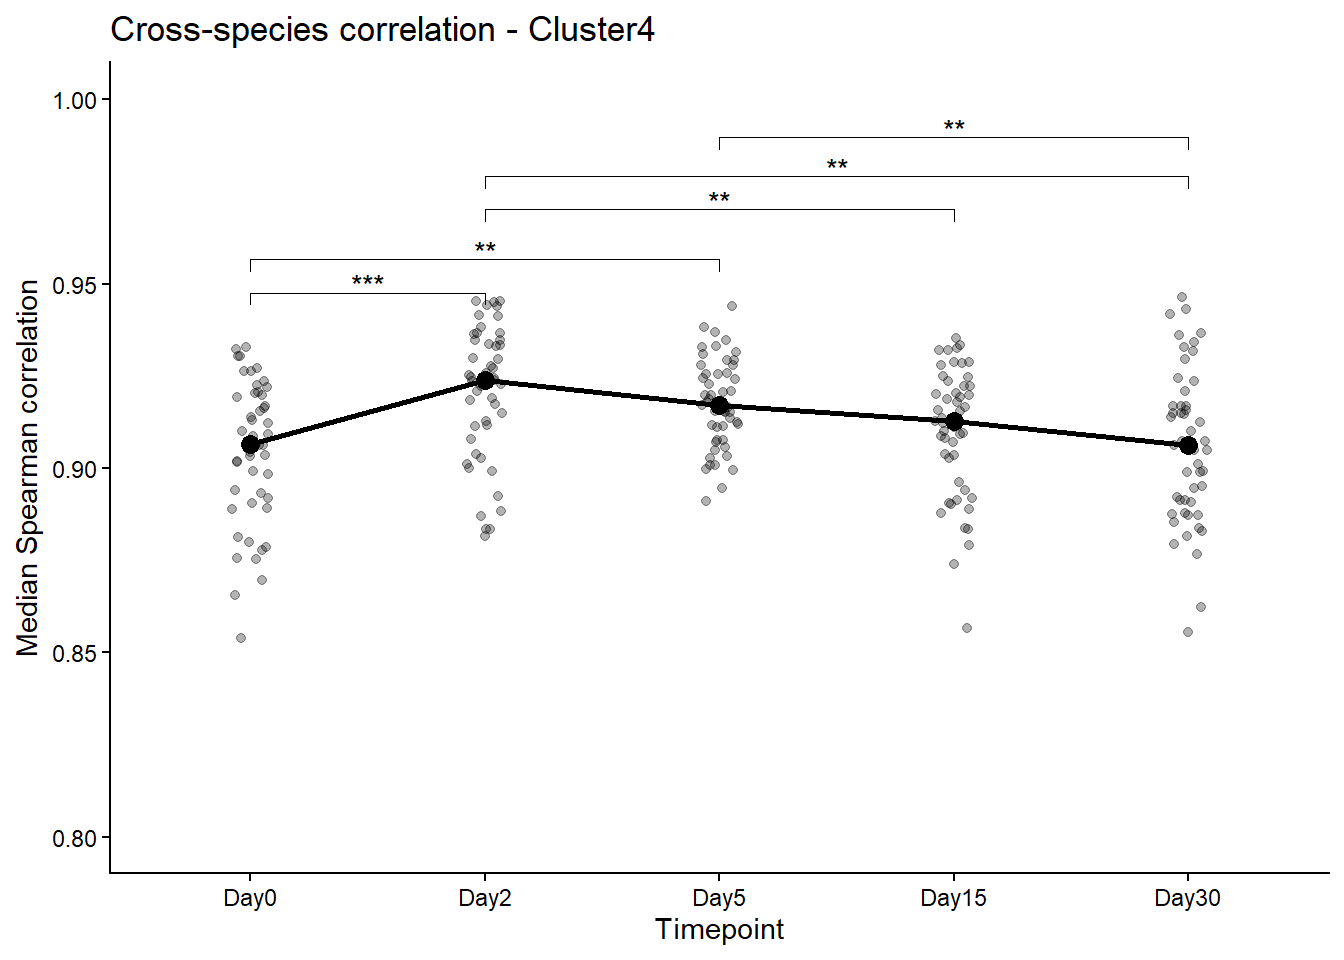 Cross-species correlation - Cluster4
1.00
0.95
0.90
0.85
0.80
Median Spearman correlation
**
**
**
**
***
Day0 Day2 Day5 Day15 Day30
Timepoint